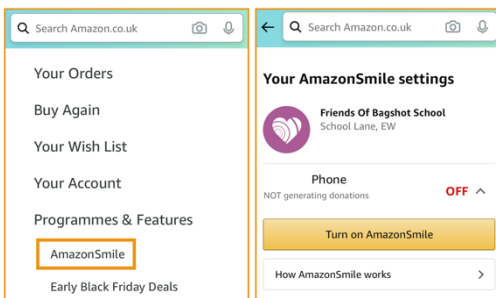 Search Amazon.co.uk
Your Orders
Buy Again
Your Wish List
Your Account
Programmes & Features
AmazonSmile
Early Black Friday Deals
Search Amazon.co.uk
Your AmazonSmile settings
Friends Of Bagshot School
School Lane, EW
Phone
NOT generating donations
OFF
Turn on AmazonSmile
How AmazonSmile works